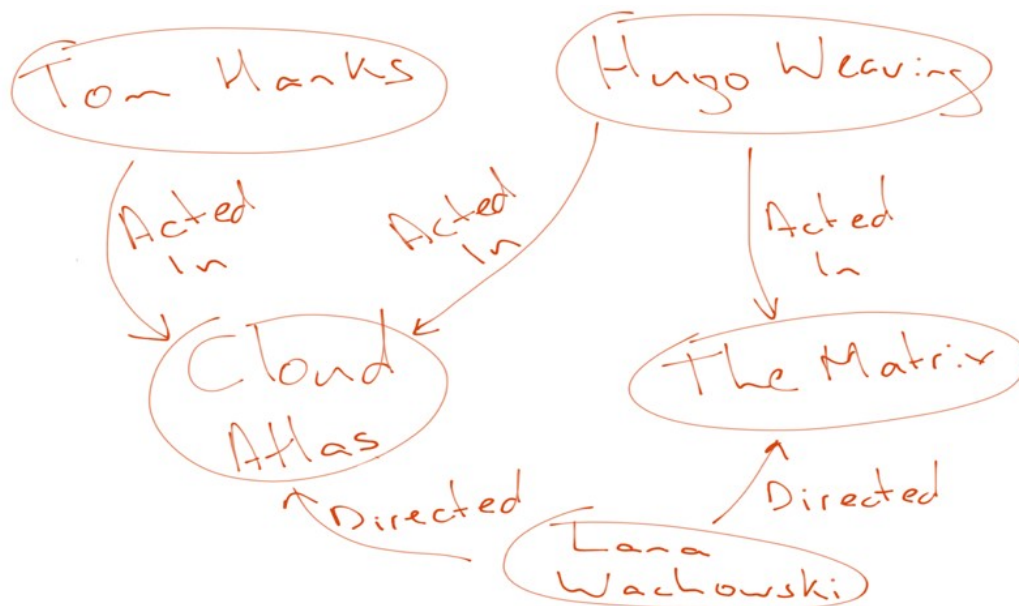 Tom Hanks
Hugo Weaving
Acted
In
Acted
In
Acted
In
Cloud
Atlas
The Matrix
Directed
Directed
Lana
Wachowski